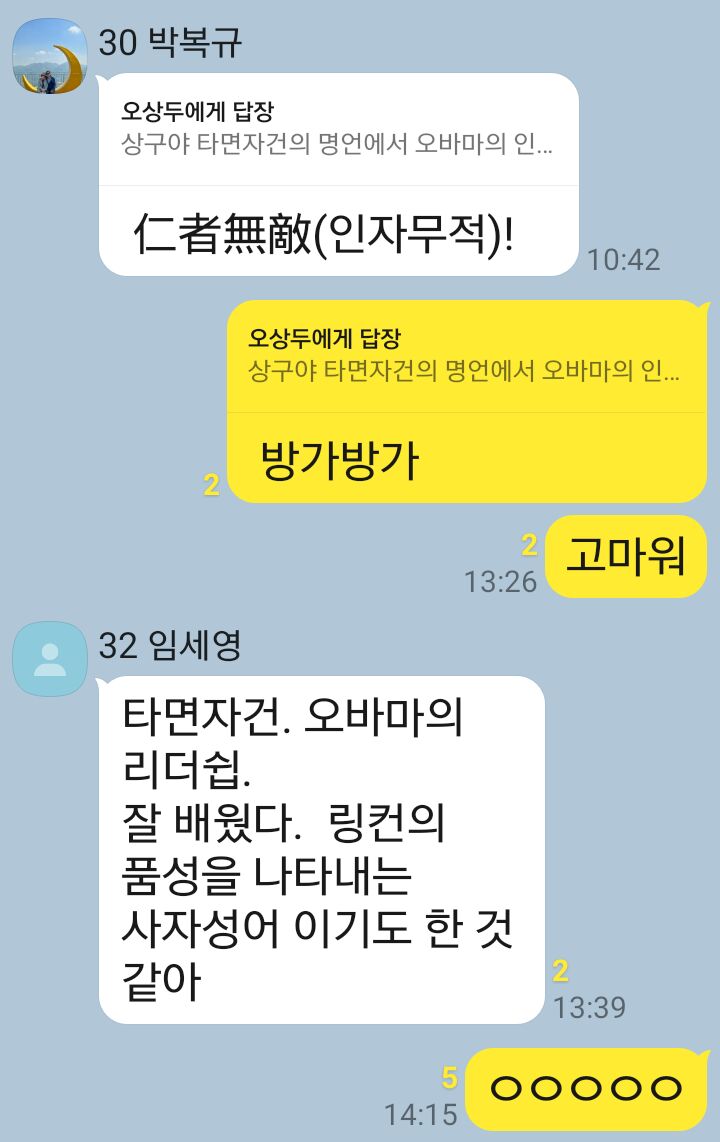 30 박복규
오상두에게 답장
상구야 타면자건의 명언에서 오바마의 인...
仁者無敵(인자무적)!
10:42
오상두에게 답장
상구야 타면자건의 명언에서 오바마의 인...
방가방가
2
2
고마워
13:26
32 임세영
타면자건. 오바마의
리더쉽.
잘 배웠다.  링컨의
품성을 나타내는
사자성어 이기도 한 것
같아
2
13:39
5
ㅇㅇㅇㅇㅇ
14:15